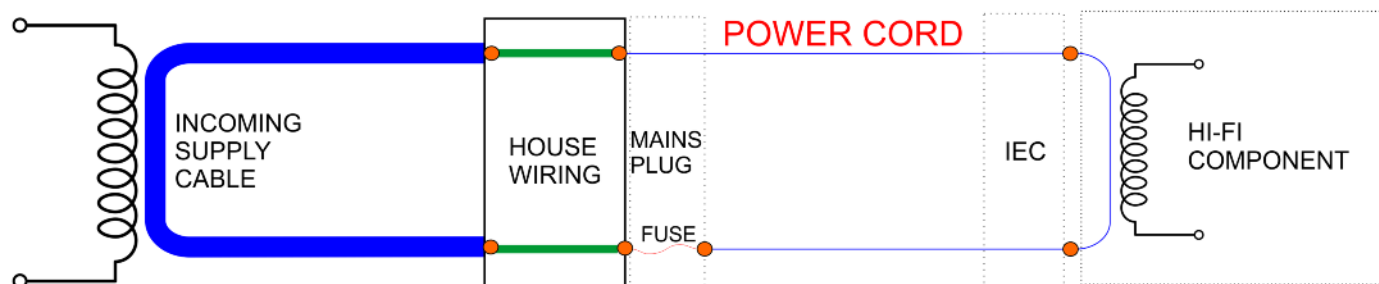 POWER CORD
INCOMING
SUPPLY
CABLE
HOUSE
WIRING
MAINS
PLUG
FUSE
IEC
HI-FI
COMPONENT